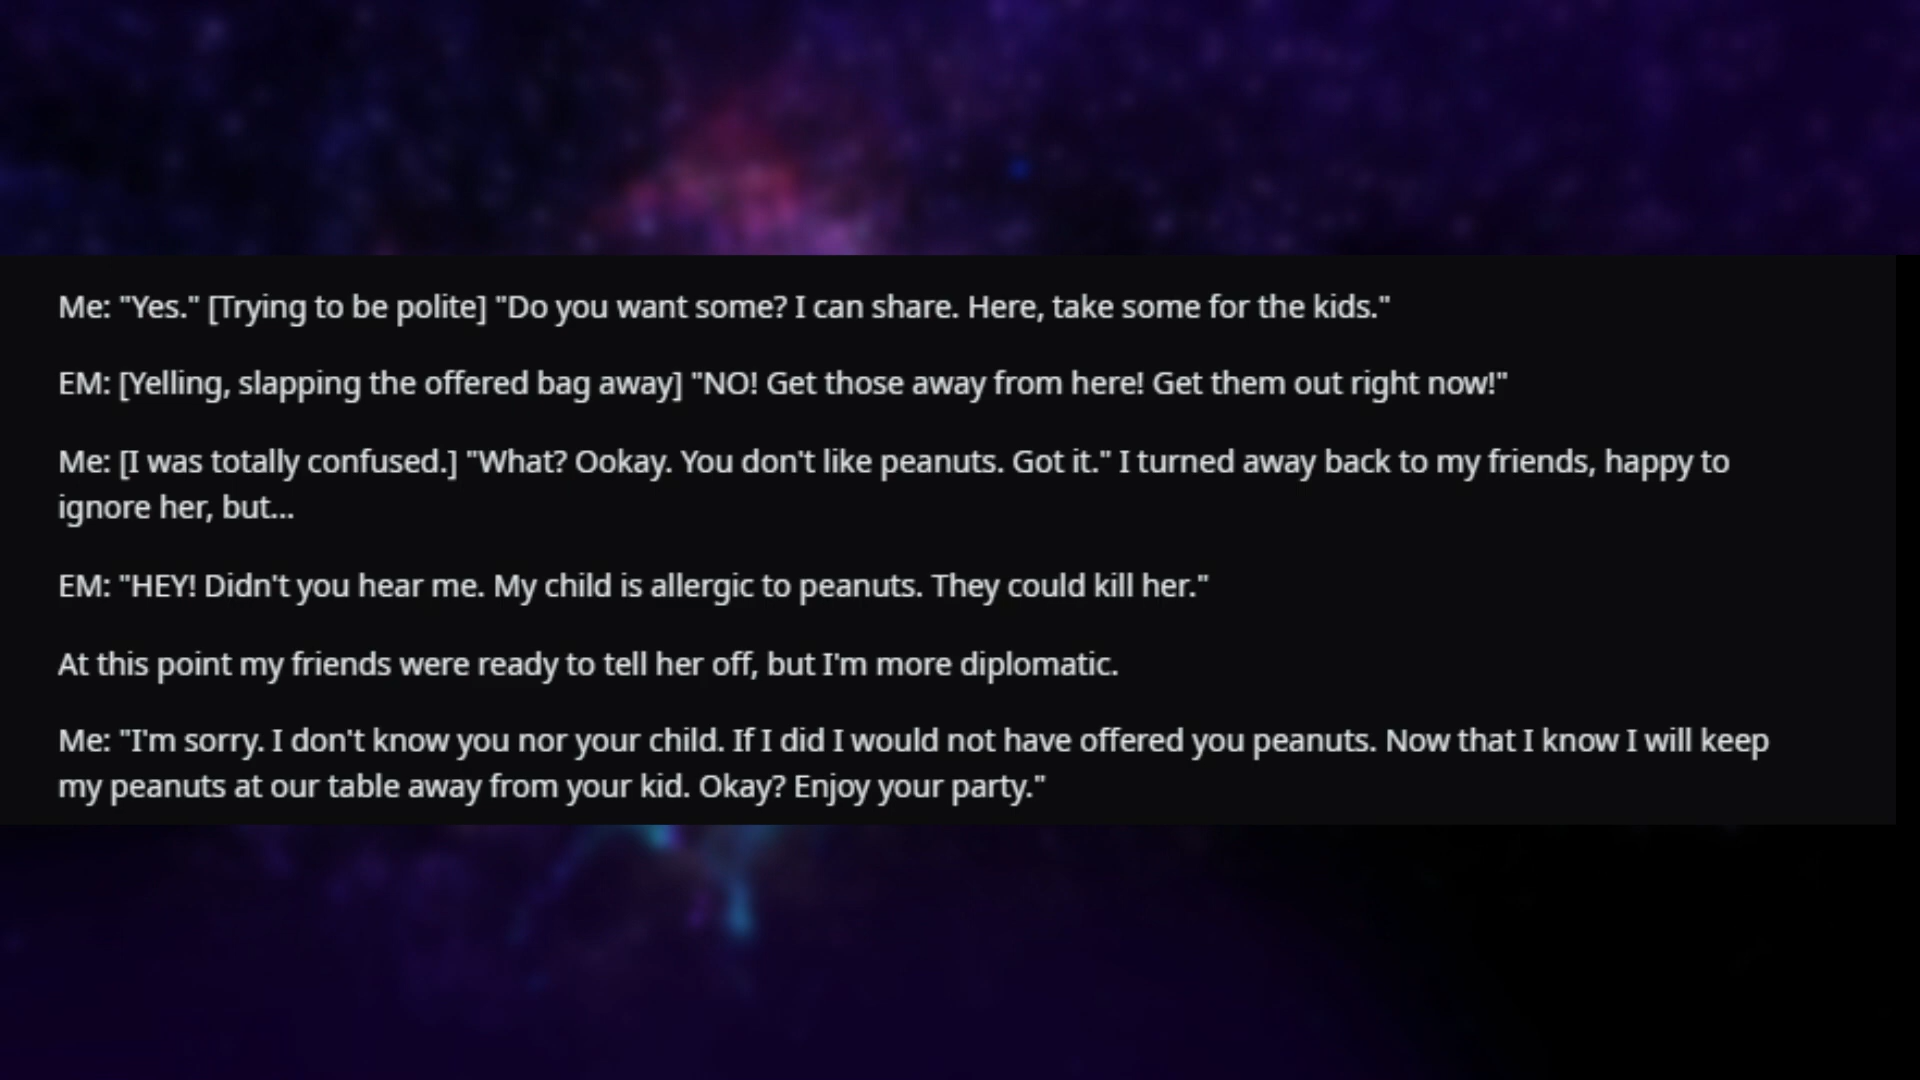 Me: "Yes." [Trying to be polite] "Do you want some? I can share. Here, take some for the kids."
EM: [Yelling, slapping the offered bag away] "NO! Get those away from here! Get them out right now!"
Me: [I was totally confused.] "What? Ookay. You don't like peanuts. Got it." I turned away back to my friends, happy to
ignore her, but...
EM: "HEY! Didn't you hear me. My child is allergic to peanuts. They could kill her."
At this point my friends were ready to tell her off, but I'm more diplomatic.
Me: "I'm sorry. I don't know you nor your child. If I did I would not have offered you peanuts. Now that I know I will keep
my peanuts at our table away from your kid. Okay? Enjoy your party."